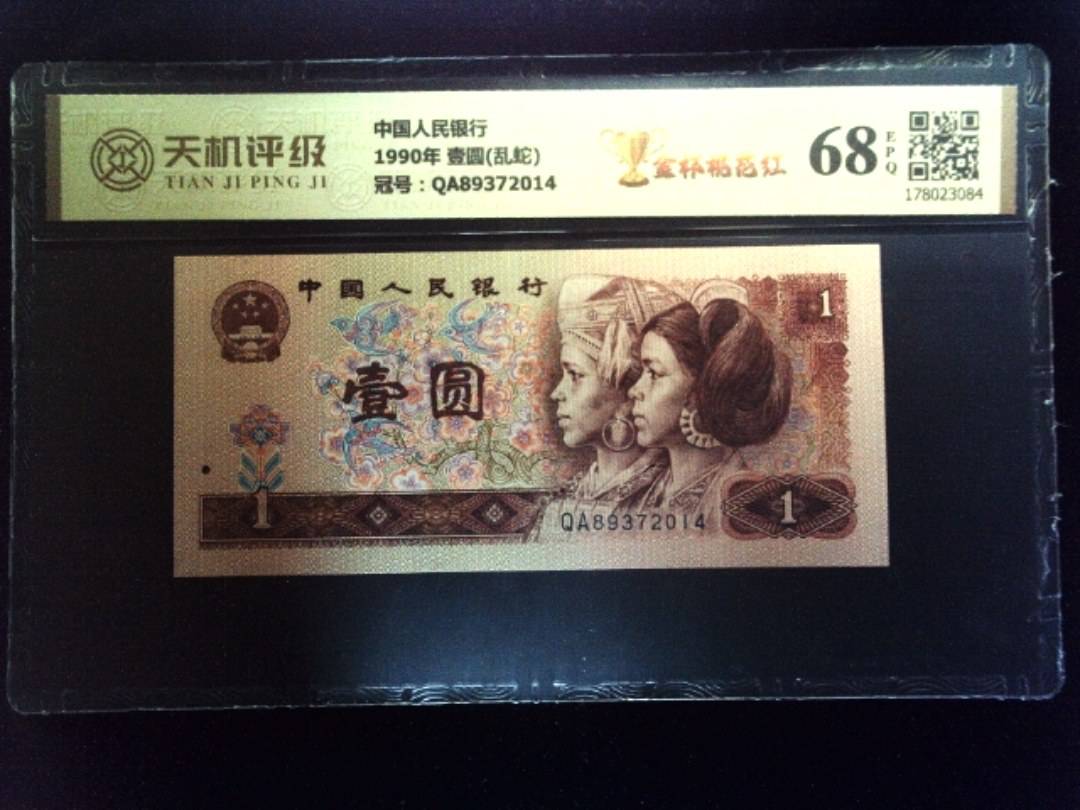 天机评级
TIAN JI PING JI
中国人民银行
1990年 壹圆(乱蛇)
冠号：QA89372014
金杯桃花红
68
EPQ
178023084
中国人民银行
1
壹圆
1
QA89372014
1